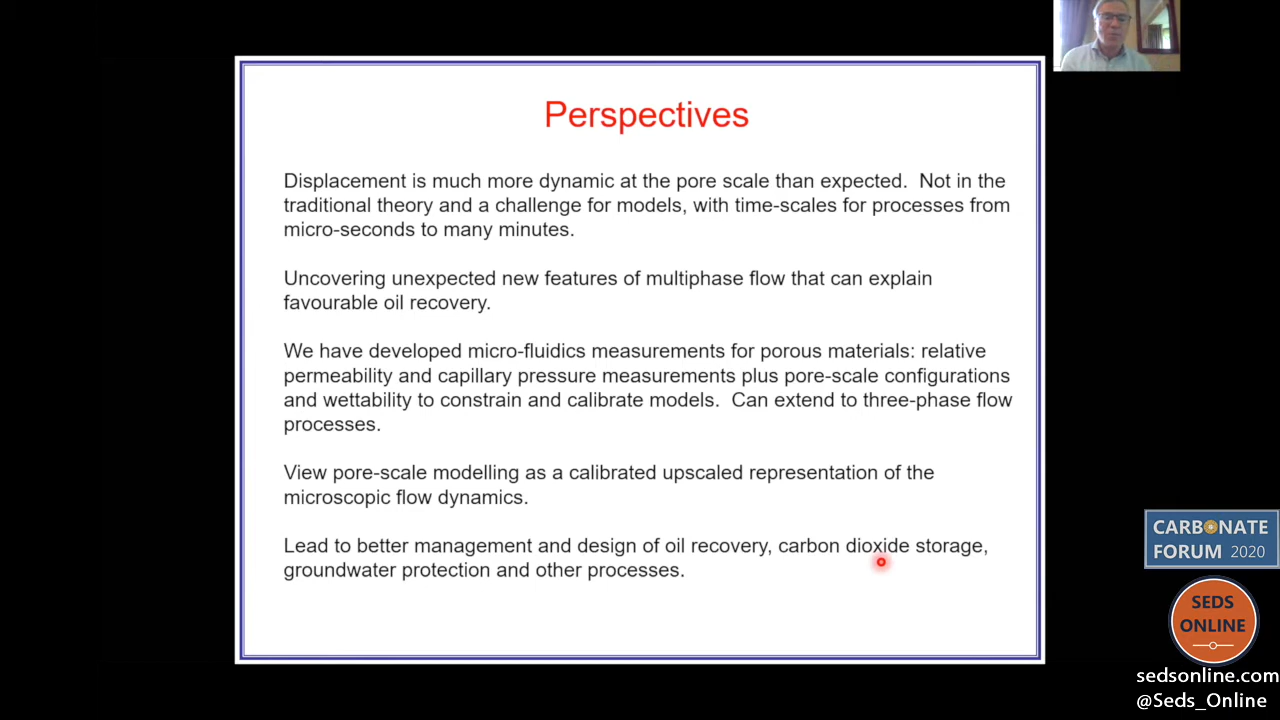 Perspectives
Displacement is much more dynamic at the pore scale than expected.  Not in the
traditional theory and a challenge for models, with time-scales for processes from
micro-seconds to many minutes.
Uncovering unexpected new features of multiphase flow that can explain
favourable oil recovery.
We have developed micro-fluidics measurements for porous materials: relative
permeability and capillary pressure measurements plus pore-scale configurations
and wettability to constrain and calibrate models.  Can extend to three-phase flow
processes.
View pore-scale modelling as a calibrated upscaled representation of the
microscopic flow dynamics.
Lead to better management and design of oil recovery, carbon dioxide storage,
groundwater protection and other processes.
CARBONATE
FORUM 2020
SEDS
ONLINE
sedsonline.com
@Seds_Online